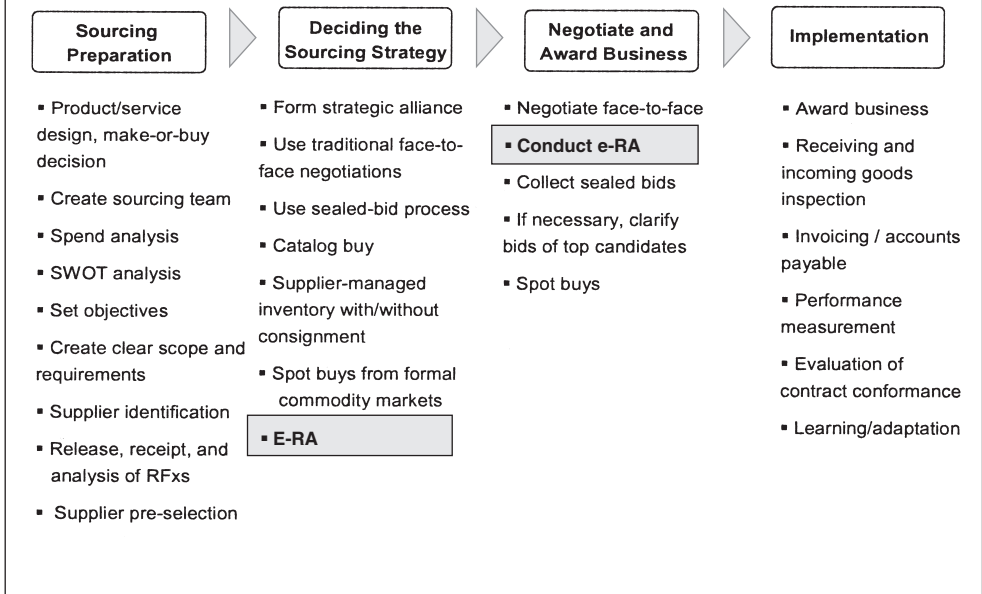 Sourcing
Preparation
Deciding the
Sourcing Strategy
Negotiate and
Award Business
Implementation
▪ Product/service
design, make-or-buy
decision
▪ Create sourcing team
▪ Spend analysis
▪ SWOT analysis
▪ Set objectives
▪ Create clear scope and
requirements
▪ Supplier identification
▪ Release, receipt, and
analysis of RFxs
▪ Supplier pre-selection
▪ Form strategic alliance
▪ Use traditional face-to-
face negotiations
▪ Use sealed-bid process
▪ Catalog buy
▪ Supplier-managed
inventory with/without
consignment
▪ Spot buys from formal
commodity markets
▪ E-RA
▪ Negotiate face-to-face
▪ Conduct e-RA
▪ Collect sealed bids
▪ If necessary, clarify
bids of top candidates
▪ Spot buys
▪ Award business
▪ Receiving and
incoming goods
inspection
▪ Invoicing / accounts
payable
▪ Performance
measurement
▪ Evaluation of
contract conformance
▪ Learning/adaptation